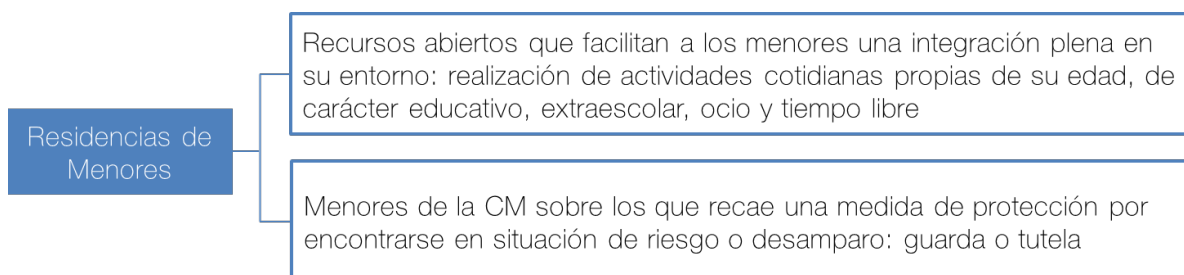 Residencias de
Menores
Recursos abiertos que facilitan a los menores una integración plena en
su entorno: realización de actividades cotidianas propias de su edad, de
carácter educativo, extraescolar, ocio y tiempo libre
Menores de la CM sobre los que recae una medida de protección por
encontrarse en situación de riesgo o desamparo: guarda o tutela